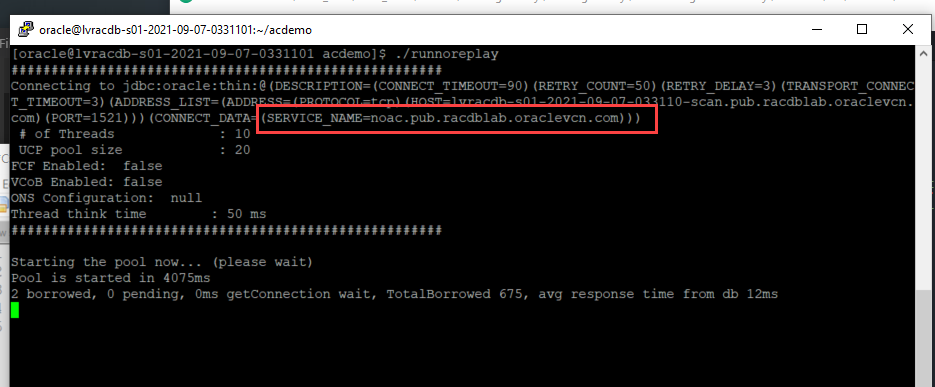 oracle@lvracdb-s01-2021-09-07-0331101:~/acdemo
[oracle@lvracdb-s01-2021-09-07-0331101 acdemo]$ ./runnoreplay
######################################################
Connecting to jdbc:oracle:thin:@(DESCRIPTION=(CONNECT_TIMEOUT=90)(RETRY_COUNT=50)(RETRY_DELAY=3)(TRANSPORT_CONNEC
T_TIMEOUT=3)(ADDRESS_LIST=(ADDRESS=(PROTOCOL=tcp)(HOST=lvracdb-s01-2021-09-07-033110-scan.pub.racdblab.oraclevcn.
com)(PORT=1521)))(CONNECT_DATA=(SERVICE_NAME=noac.pub.racdblab.oraclevcn.com)))
# of Threads : 10
UCP pool size : 20
FCF Enabled: false
VCoB Enabled: false
ONS Configuration: null
Thread think time : 50 ms
######################################################
Starting the pool now... (please wait)
Pool is started in 4075ms
2 borrowed, 0 pending, 0ms getConnection wait, TotalBorrowed 675, avg response time from db 12ms